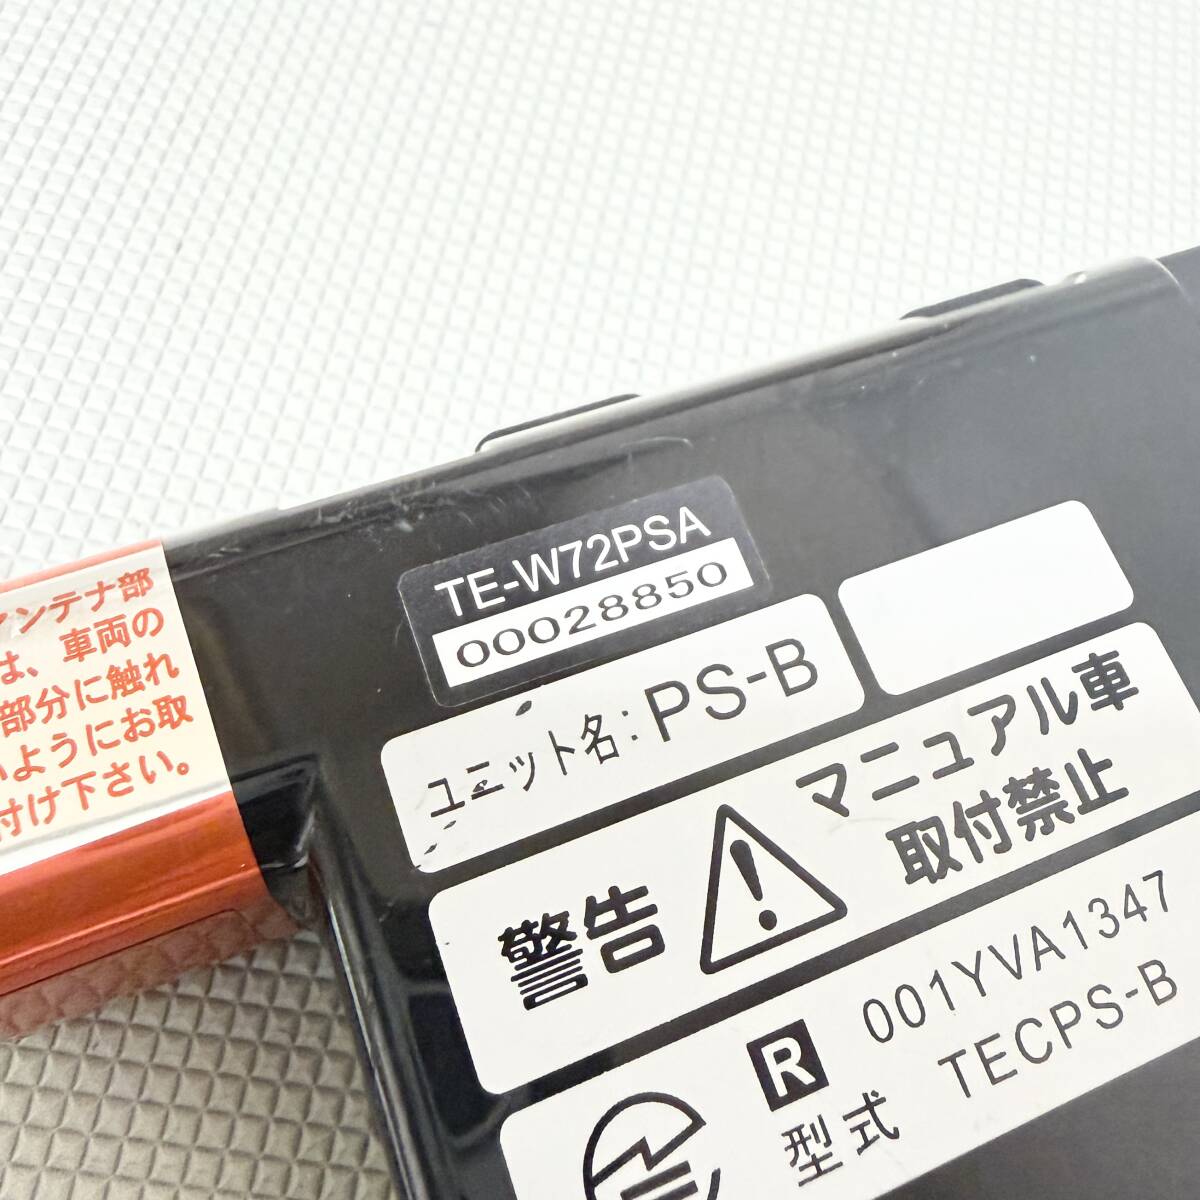 アンテナ部
は、車両の
部分に触れ
いようにお取
付け下さい。
TE-W72PSA
00028850
ユニット名:PS-B
警告
マニュアル車
取付禁止
R 001YVA1347
型式 TECPS-B